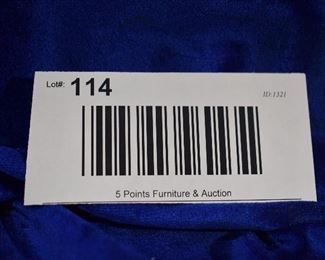 Lot#: 114 ID:1321
5 Points Furniture & Auction